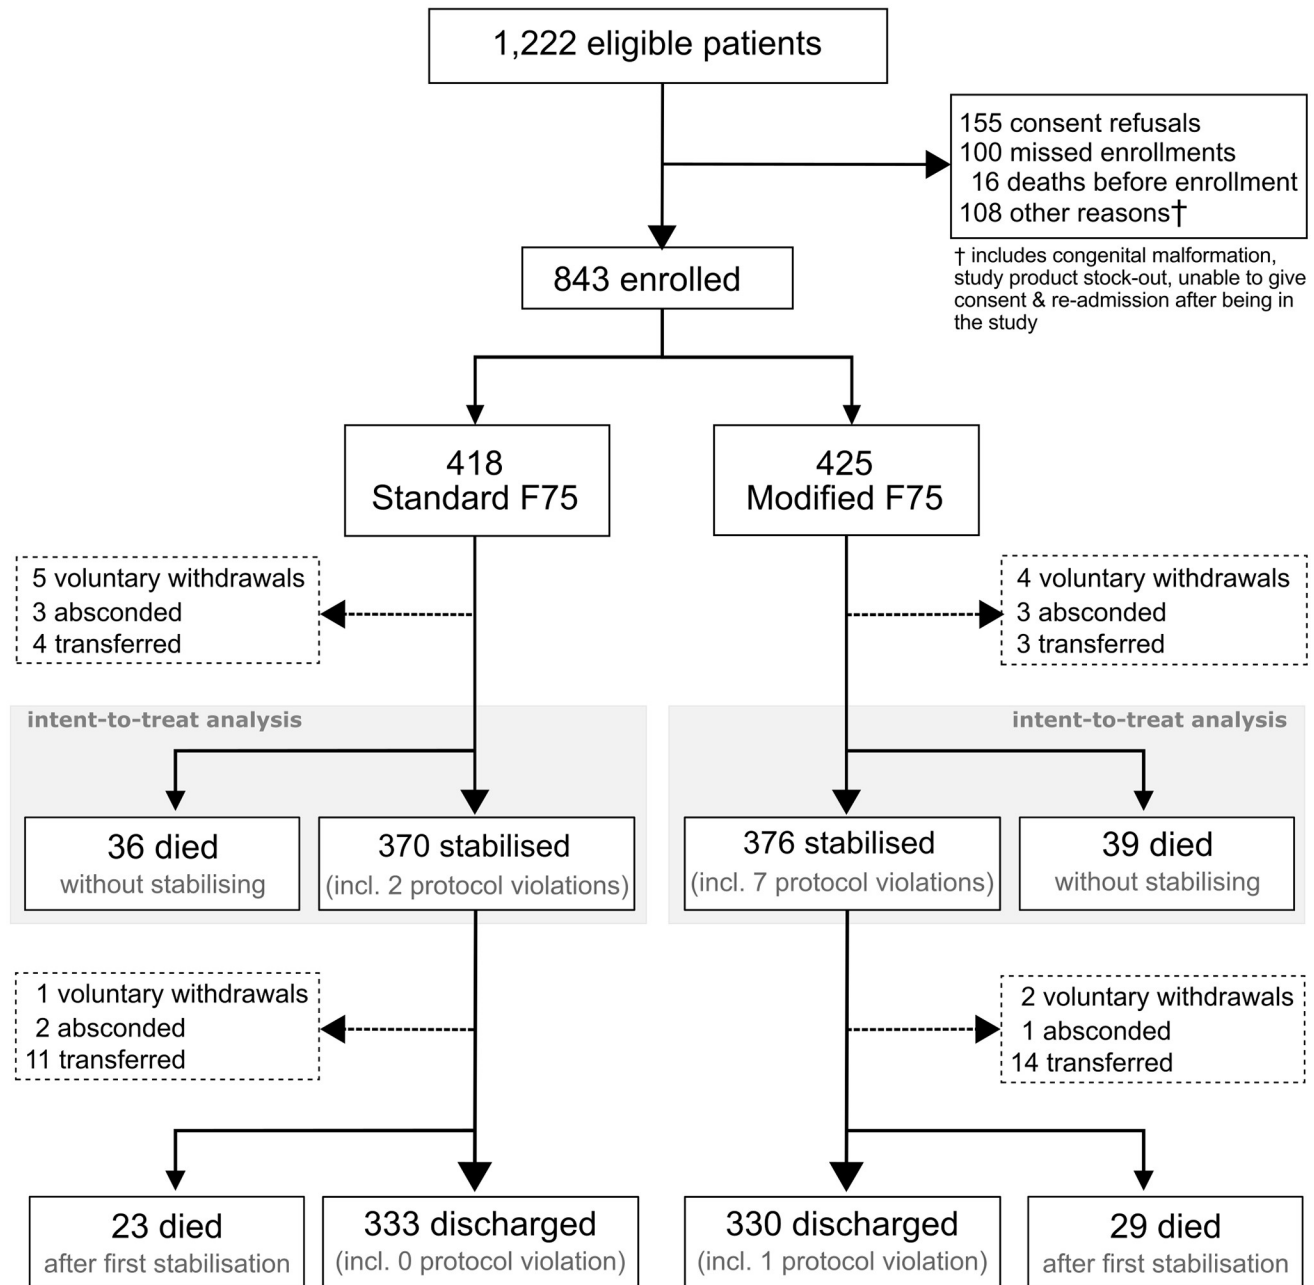 1,222 eligible patients
155 consent refusals
100 missed enrollments
16 deaths before enrollment
108 other reasons†
† includes congenital malformation,
study product stock-out, unable to give
consent & re-admission after being in
the study
843 enrolled
418
Standard F75
425
Modified F75
5 voluntary withdrawals
3 absconded
4 transferred
4 voluntary withdrawals
3 absconded
3 transferred
intent-to-treat analysis
intent-to-treat analysis
36 died
without stabilising
370 stabilised
(incl. 2 protocol violations)
376 stabilised
(incl. 7 protocol violations)
39 died
without stabilising
1 voluntary withdrawals
2 absconded
11 transferred
2 voluntary withdrawals
1 absconded
14 transferred
23 died
after first stabilisation
333 discharged
(incl. 0 protocol violation)
330 discharged
(incl. 1 protocol violation)
29 died
after first stabilisation